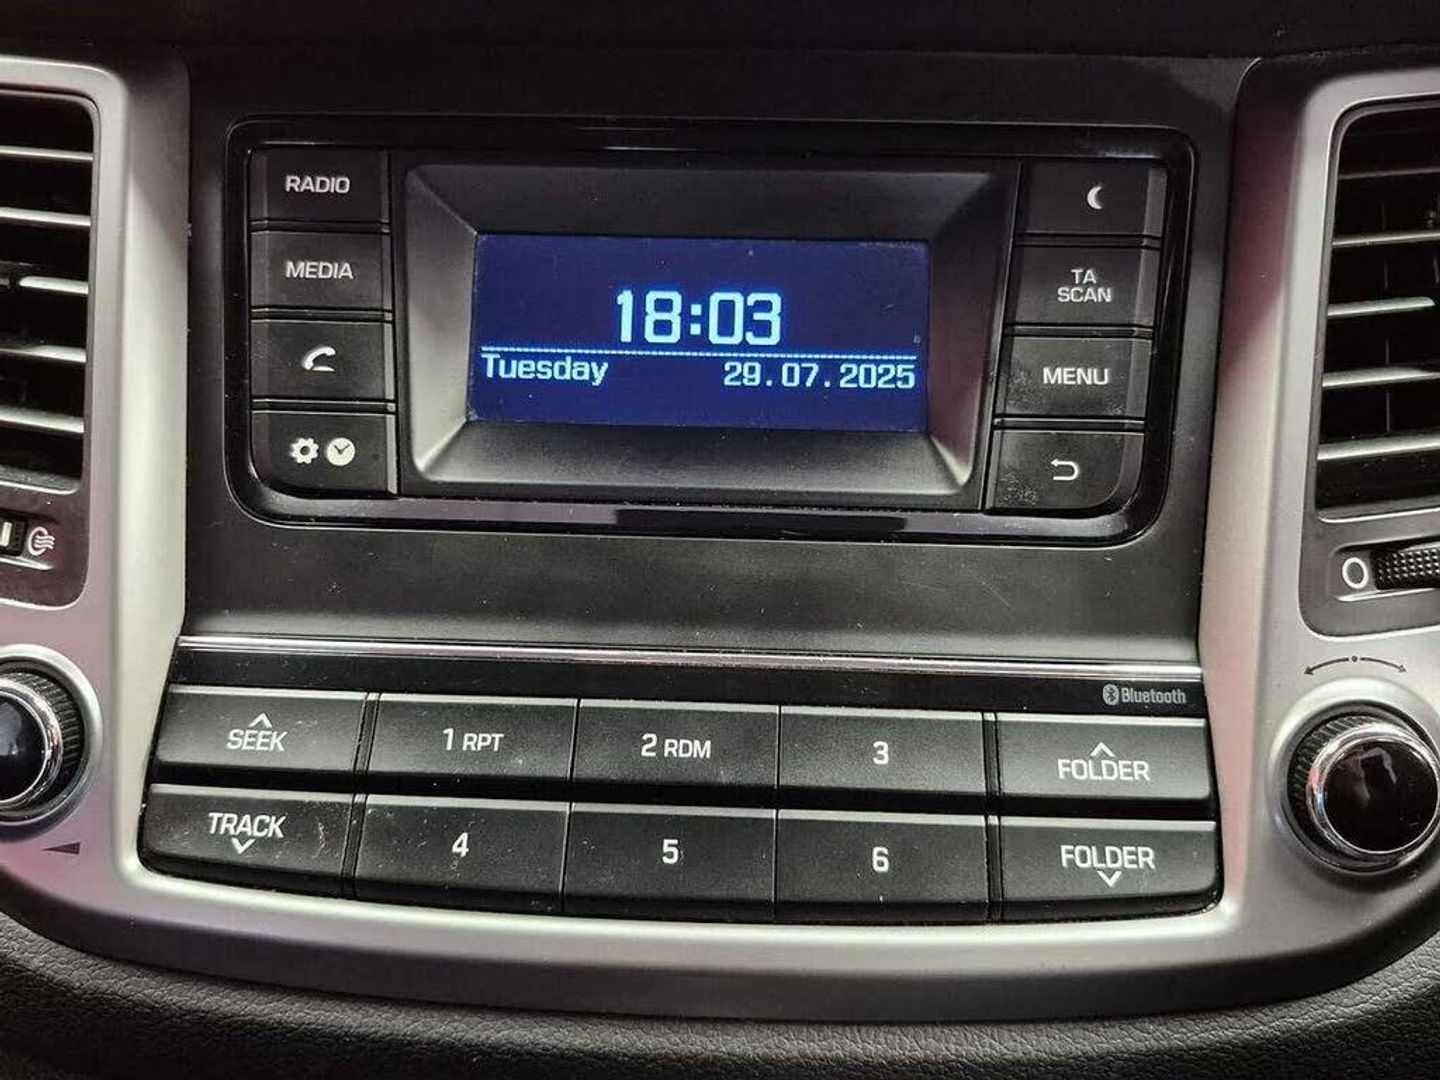 RADIO
MEDIA
18:03
Tuesday 29.07.2025
TA
SCAN
MENU
Bluetooth
SEEK
1 RPT
2 RDM
3
FOLDER
TRACK
4
5
6
FOLDER